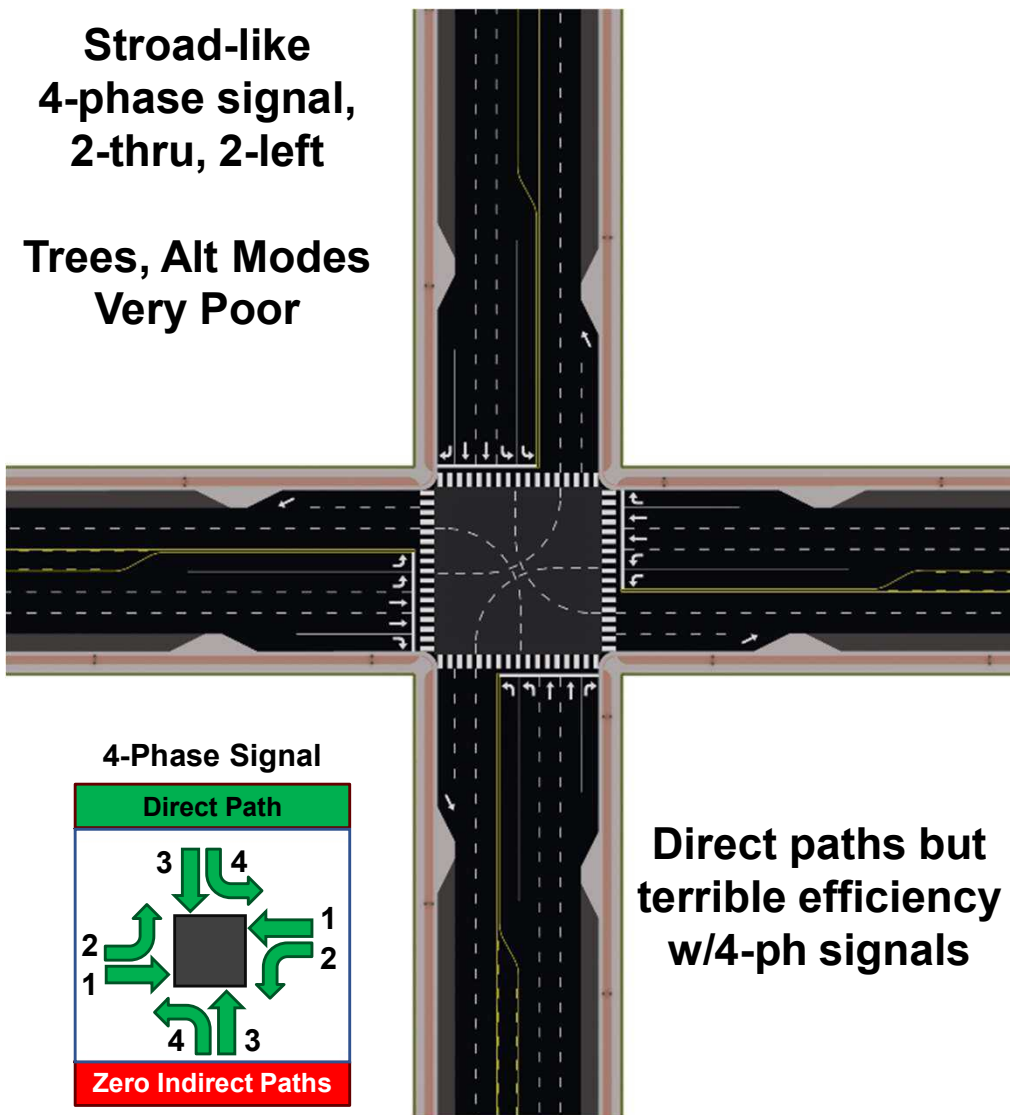 Stroad-like
4-phase signal,
2-thru, 2-left
Trees, Alt Modes
Very Poor
4-Phase Signal
Direct Path
3
4
1
2
2
1
4
3
Zero Indirect Paths
Direct paths but
terrible efficiency
w/4-ph signals